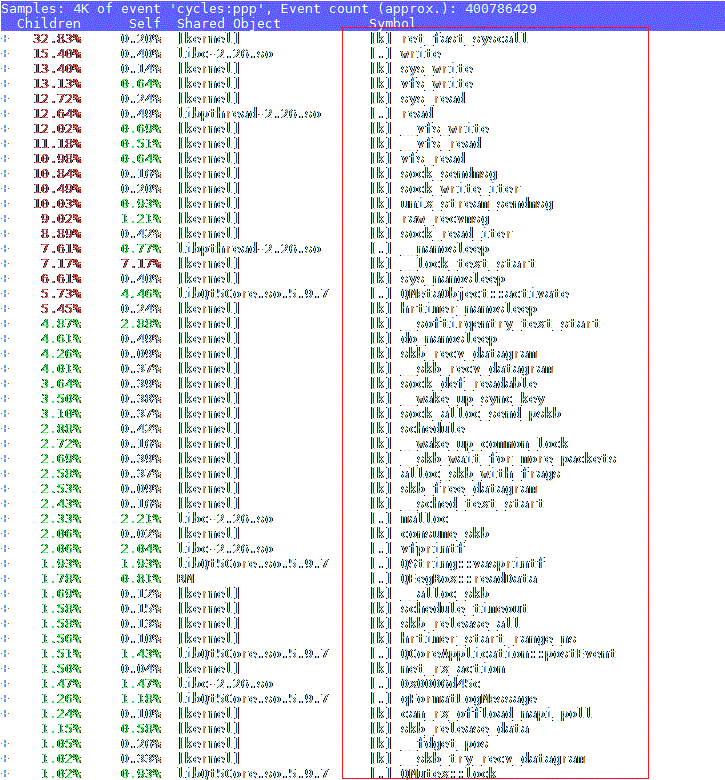 Samples: 4K of event 'cycles:ppp', Event count (approx.): 400786429
Children Self Shared Object Symbol
+ 32.83% 0.20% [kernel] [k] ret_fast_syscall
+ 15.40% 0.40% libc-2.26.so [.] write
+ 13.40% 0.14% [kernel] [k] sys_write
+ 13.13% 0.64% [kernel] [k] vfs_write
+ 12.72% 0.24% [kernel] [k] sys_read
+ 12.64% 0.49% libpthread-2.26.so [.] read
+ 12.02% 0.69% [kernel] [k] __vfs_write
+ 11.18% 0.51% [kernel] [k] __vfs_read
+ 10.98% 0.64% [kernel] [k] vfs_read
+ 10.84% 0.16% [kernel] [k] sock_sendmsg
+ 10.49% 0.20% [kernel] [k] sock_write_iter
+ 10.03% 0.93% [kernel] [k] unix_stream_sendmsg
+ 9.02% 1.21% [kernel] [k] raw_recvmsg
+ 8.89% 0.42% [kernel] [k] sock_read_iter
+ 7.61% 0.77% libpthread-2.26.so [.] __nanosleep
+ 7.17% 7.17% [kernel] [k] __lock_text_start
+ 6.61% 0.40% [kernel] [k] sys_nanosleep
+ 5.73% 4.46% libQt5Core.so.5.9.7 [.] QMetaObject::activate
+ 5.45% 0.24% [kernel] [k] hrtimer_nanosleep
+ 4.87% 2.88% [kernel] [k] __softirqentry_text_start
+ 4.61% 0.49% [kernel] [k] do_nanosleep
+ 4.26% 0.09% [kernel] [k] skb_recv_datagram
+ 4.01% 0.37% [kernel] [k] __skb_recv_datagram
+ 3.64% 0.39% [kernel] [k] sock_def_readable
+ 3.50% 0.38% [kernel] [k] __wake_up_sync_key
+ 3.10% 0.37% [kernel] [k] sock_alloc_send_pskb
+ 2.88% 0.42% [kernel] [k] schedule
+ 2.72% 0.16% [kernel] [k] __wake_up_common_lock
+ 2.69% 0.39% [kernel] [k] __skb_wait_for_more_packets
+ 2.58% 0.37% [kernel] [k] alloc_skb_with_frags
+ 2.53% 0.09% [kernel] [k] skb_free_datagram
+ 2.43% 0.16% [kernel] [k] __sched_text_start
+ 2.33% 2.21% libc-2.26.so [.] malloc
+ 2.06% 0.02% [kernel] [k] consume_skb
+ 2.06% 2.04% libc-2.26.so [.] vfprintf
+ 1.93% 1.93% libQt5Core.so.5.9.7 [.] QString::vasprintf
+ 1.78% 0.81% RM [.] QEegBox::readData
+ 1.69% 0.12% [kernel] [k] __alloc_skb
+ 1.58% 0.15% [kernel] [k] schedule_timeout
+ 1.58% 0.13% [kernel] [k] skb_release_all
+ 1.56% 0.10% [kernel] [k] hrtimer_start_range_ns
+ 1.51% 1.43% libQt5Core.so.5.9.7 [.] QCoreApplication::postEvent
+ 1.50% 0.04% [kernel] [k] net_rx_action
+ 1.47% 1.47% libc-2.26.so [.]
+ 1.26% 1.18% libQt5Core.so.5.9.7 [.] qFormatLogMessage
+ 1.24% 0.10% [kernel] [k] can_rx_offload_napi_poll
+ 1.15% 0.58% [kernel] [k] skb_release_data
+ 1.05% 0.26% [kernel] [k] __fdget_pos
+ 1.02% 0.33% [kernel] [k] __skb_try_recv_datagram
+ 1.02% 0.93% libQt5Core.so.5.9.7 [.] QMutex::lock